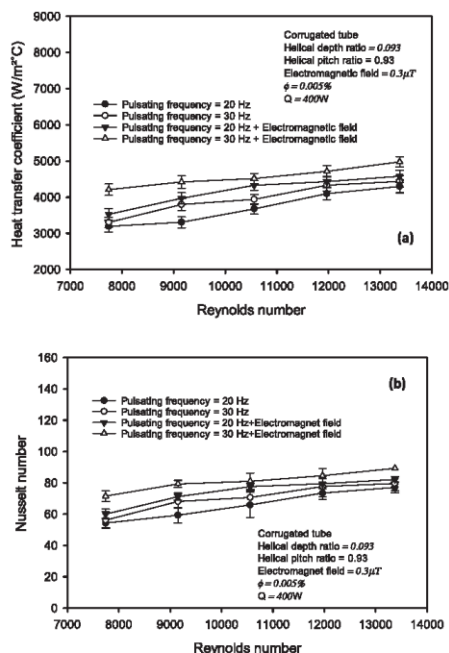 Corrugated tube
Helical depth ratio = 0.093
Helical pitch ratio = 0.93
Electromagnetic field = 0.3μT
ϕ = 0.005%
Q = 400W
Pulsating frequency = 20 Hz
Pulsating frequency = 30 Hz
Pulsating frequency = 20 Hz + Electromagnetic field
Pulsating frequency = 30 Hz + Electromagnetic field
Heat transfer coefficient (W/m²°C)
9000
8000
7000
6000
5000
4000
3000
2000
(a)
7000 8000 9000 10000 11000 12000 13000 14000
Reynolds number
(b)
Pulsating frequency = 20 Hz
Pulsating frequency = 30 Hz
Pulsating frequency = 20 Hz+Electromagnet field
Pulsating frequency = 30 Hz+Electromagnet field
Nusselt number
160
140
120
100
80
60
40
20
0
Corrugated tube
Helical depth ratio = 0.093
Helical pitch ratio = 0.93
Electromagnet field = 0.3μT
ϕ = 0.005%
Q = 400W
7000 8000 9000 10000 11000 12000 13000 14000
Reynolds number